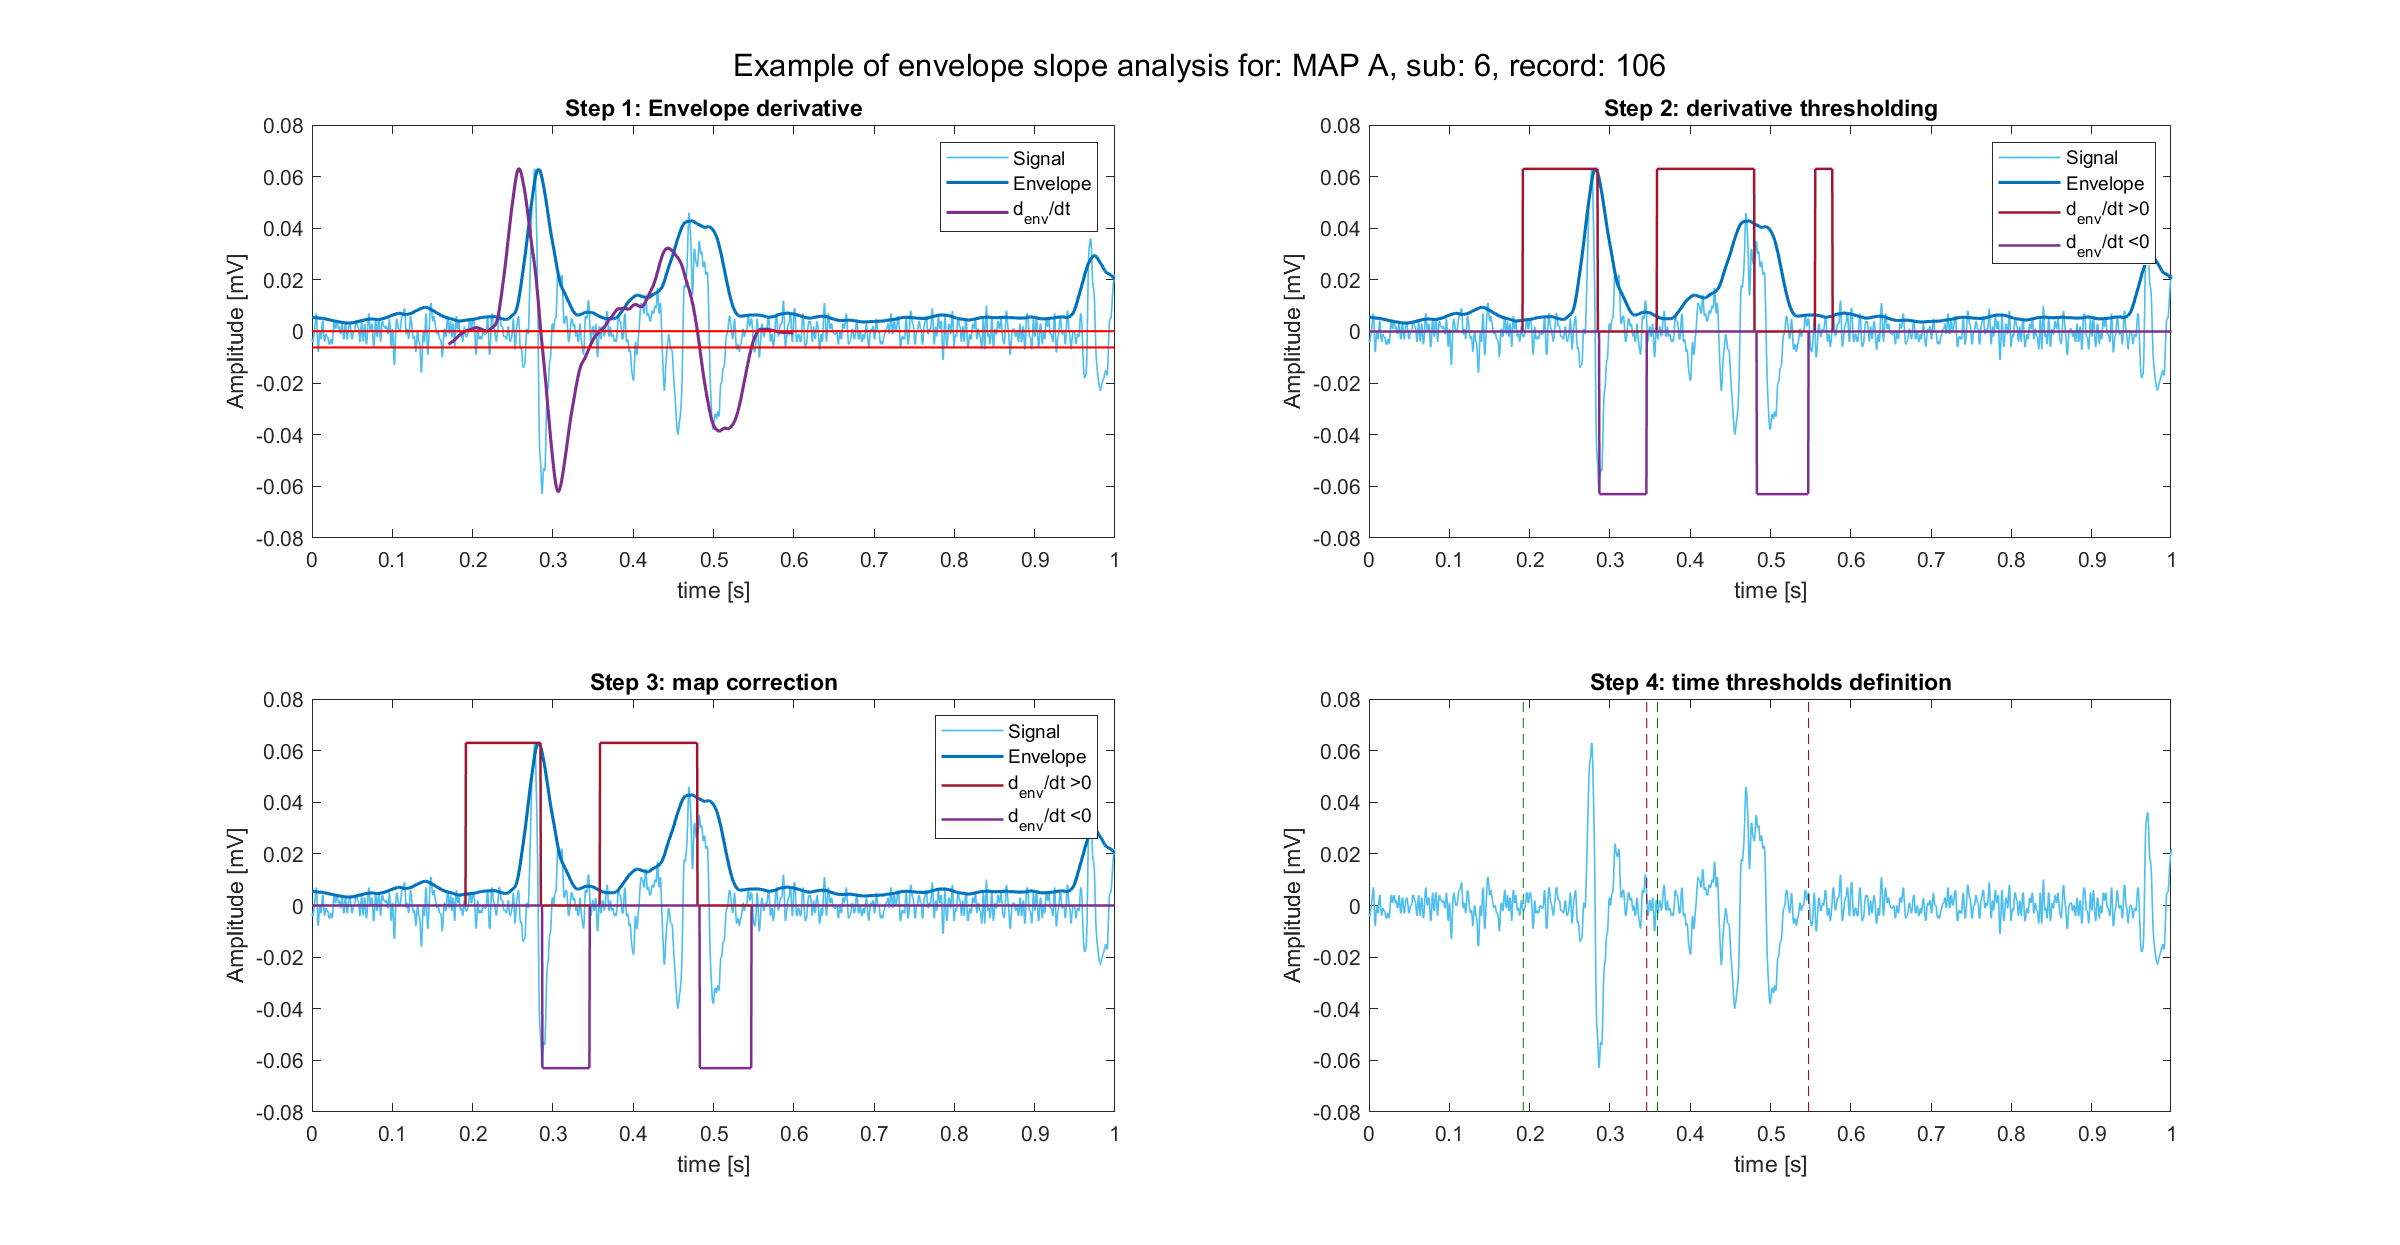 Example of envelope slope analysis for: MAP A, sub: 6, record: 106
Step 1: Envelope derivative
0.08
0.06
0.04
0.02
0
-0.02
-0.04
-0.06
-0.08
Amplitude [mV]
0 0.1 0.2 0.3 0.4 0.5 0.6 0.7 0.8 0.9 1
time [s]
Signal
Envelope
d_env/dt
Step 2: derivative thresholding
0.08
0.06
0.04
0.02
0
-0.02
-0.04
-0.06
-0.08
Amplitude [mV]
0 0.1 0.2 0.3 0.4 0.5 0.6 0.7 0.8 0.9 1
time [s]
Signal
Envelope
d_env/dt >0
d_env/dt <0
Step 3: map correction
0.08
0.06
0.04
0.02
0
-0.02
-0.04
-0.06
-0.08
Amplitude [mV]
0 0.1 0.2 0.3 0.4 0.5 0.6 0.7 0.8 0.9 1
time [s]
Signal
Envelope
d_env/dt >0
d_env/dt <0
Step 4: time thresholds definition
0.08
0.06
0.04
0.02
0
-0.02
-0.04
-0.06
-0.08
Amplitude [mV]
0 0.1 0.2 0.3 0.4 0.5 0.6 0.7 0.8 0.9 1
time [s]